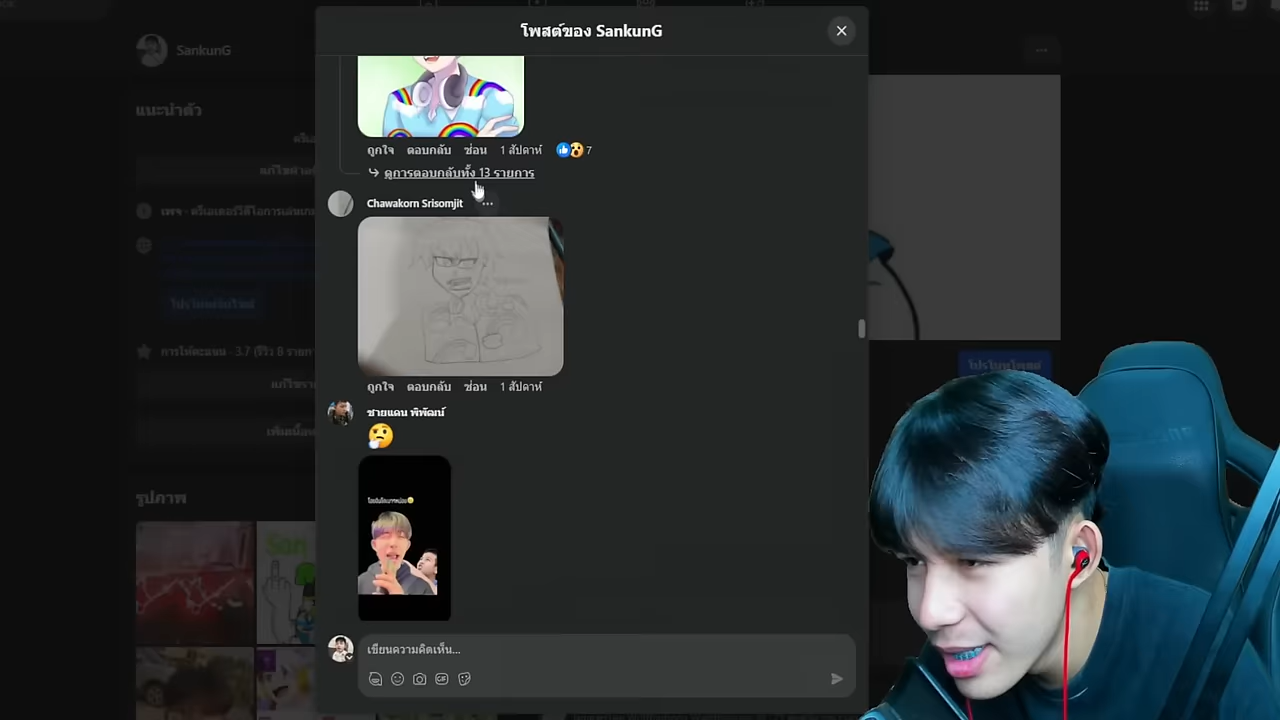 โพสต์ของ SankunG
SankunG
แนะนำตัว
ถูกใจ ตอบกลับ ซ่อน 1 สัปดาห์ 7
ดูการตอบกลับทั้ง 13 รายการ
Chawakorn Srisomjit
ถูกใจ ตอบกลับ ซ่อน 1 สัปดาห์
ชายแดน พิพัฒน์
รูปภาพ
เขียนความคิดเห็น...